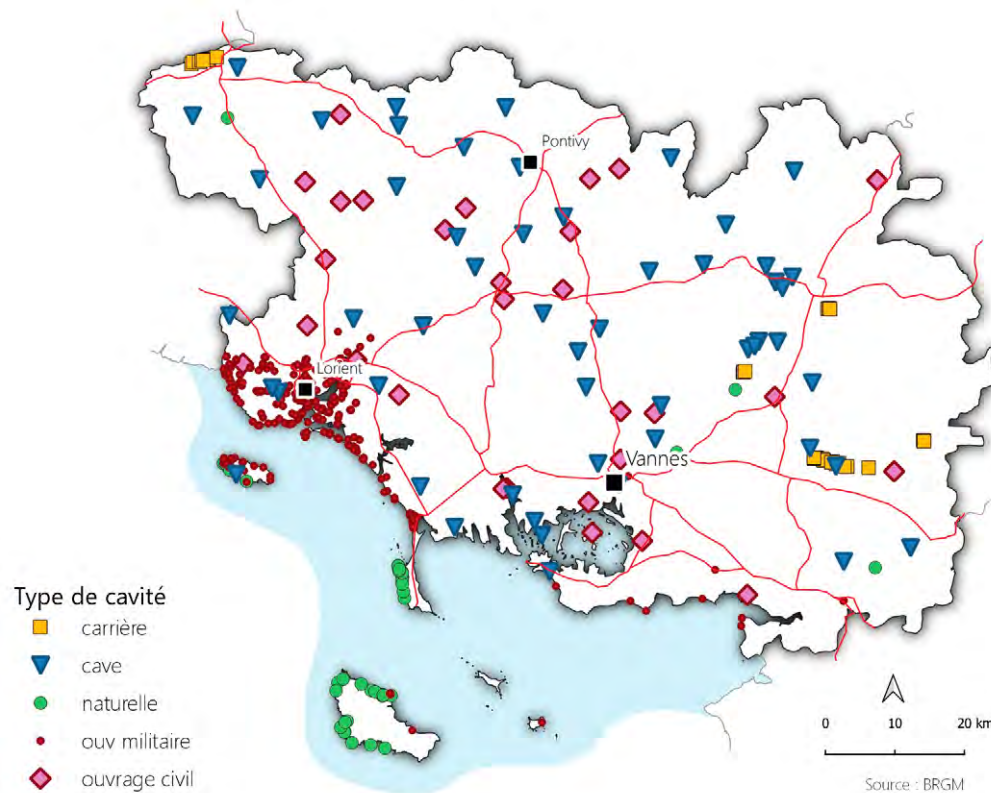 Pontivy
Lorient
Vannes
Type de cavité
carrière
cave
naturelle
ouv militaire
ouvrage civil
0 10 20 km
Source : BRGM